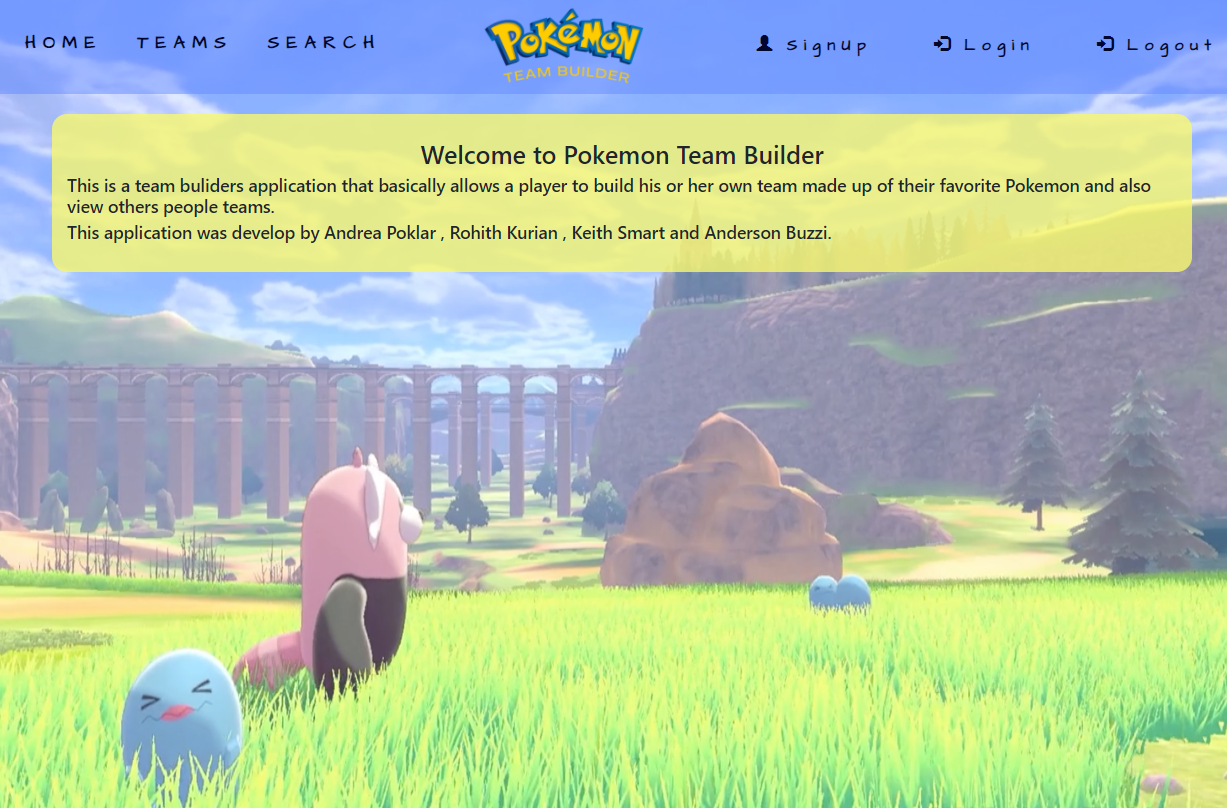 HOME TEAMS SEARCH
POKéMON
TEAM BUILDER
Signup Login Logout
Welcome to Pokemon Team Builder
This is a team buliders application that basically allows a player to build his or her own team made up of their favorite Pokemon and also
view others people teams.
This application was develop by Andrea Poklar , Rohith Kurian , Keith Smart and Anderson Buzzi.